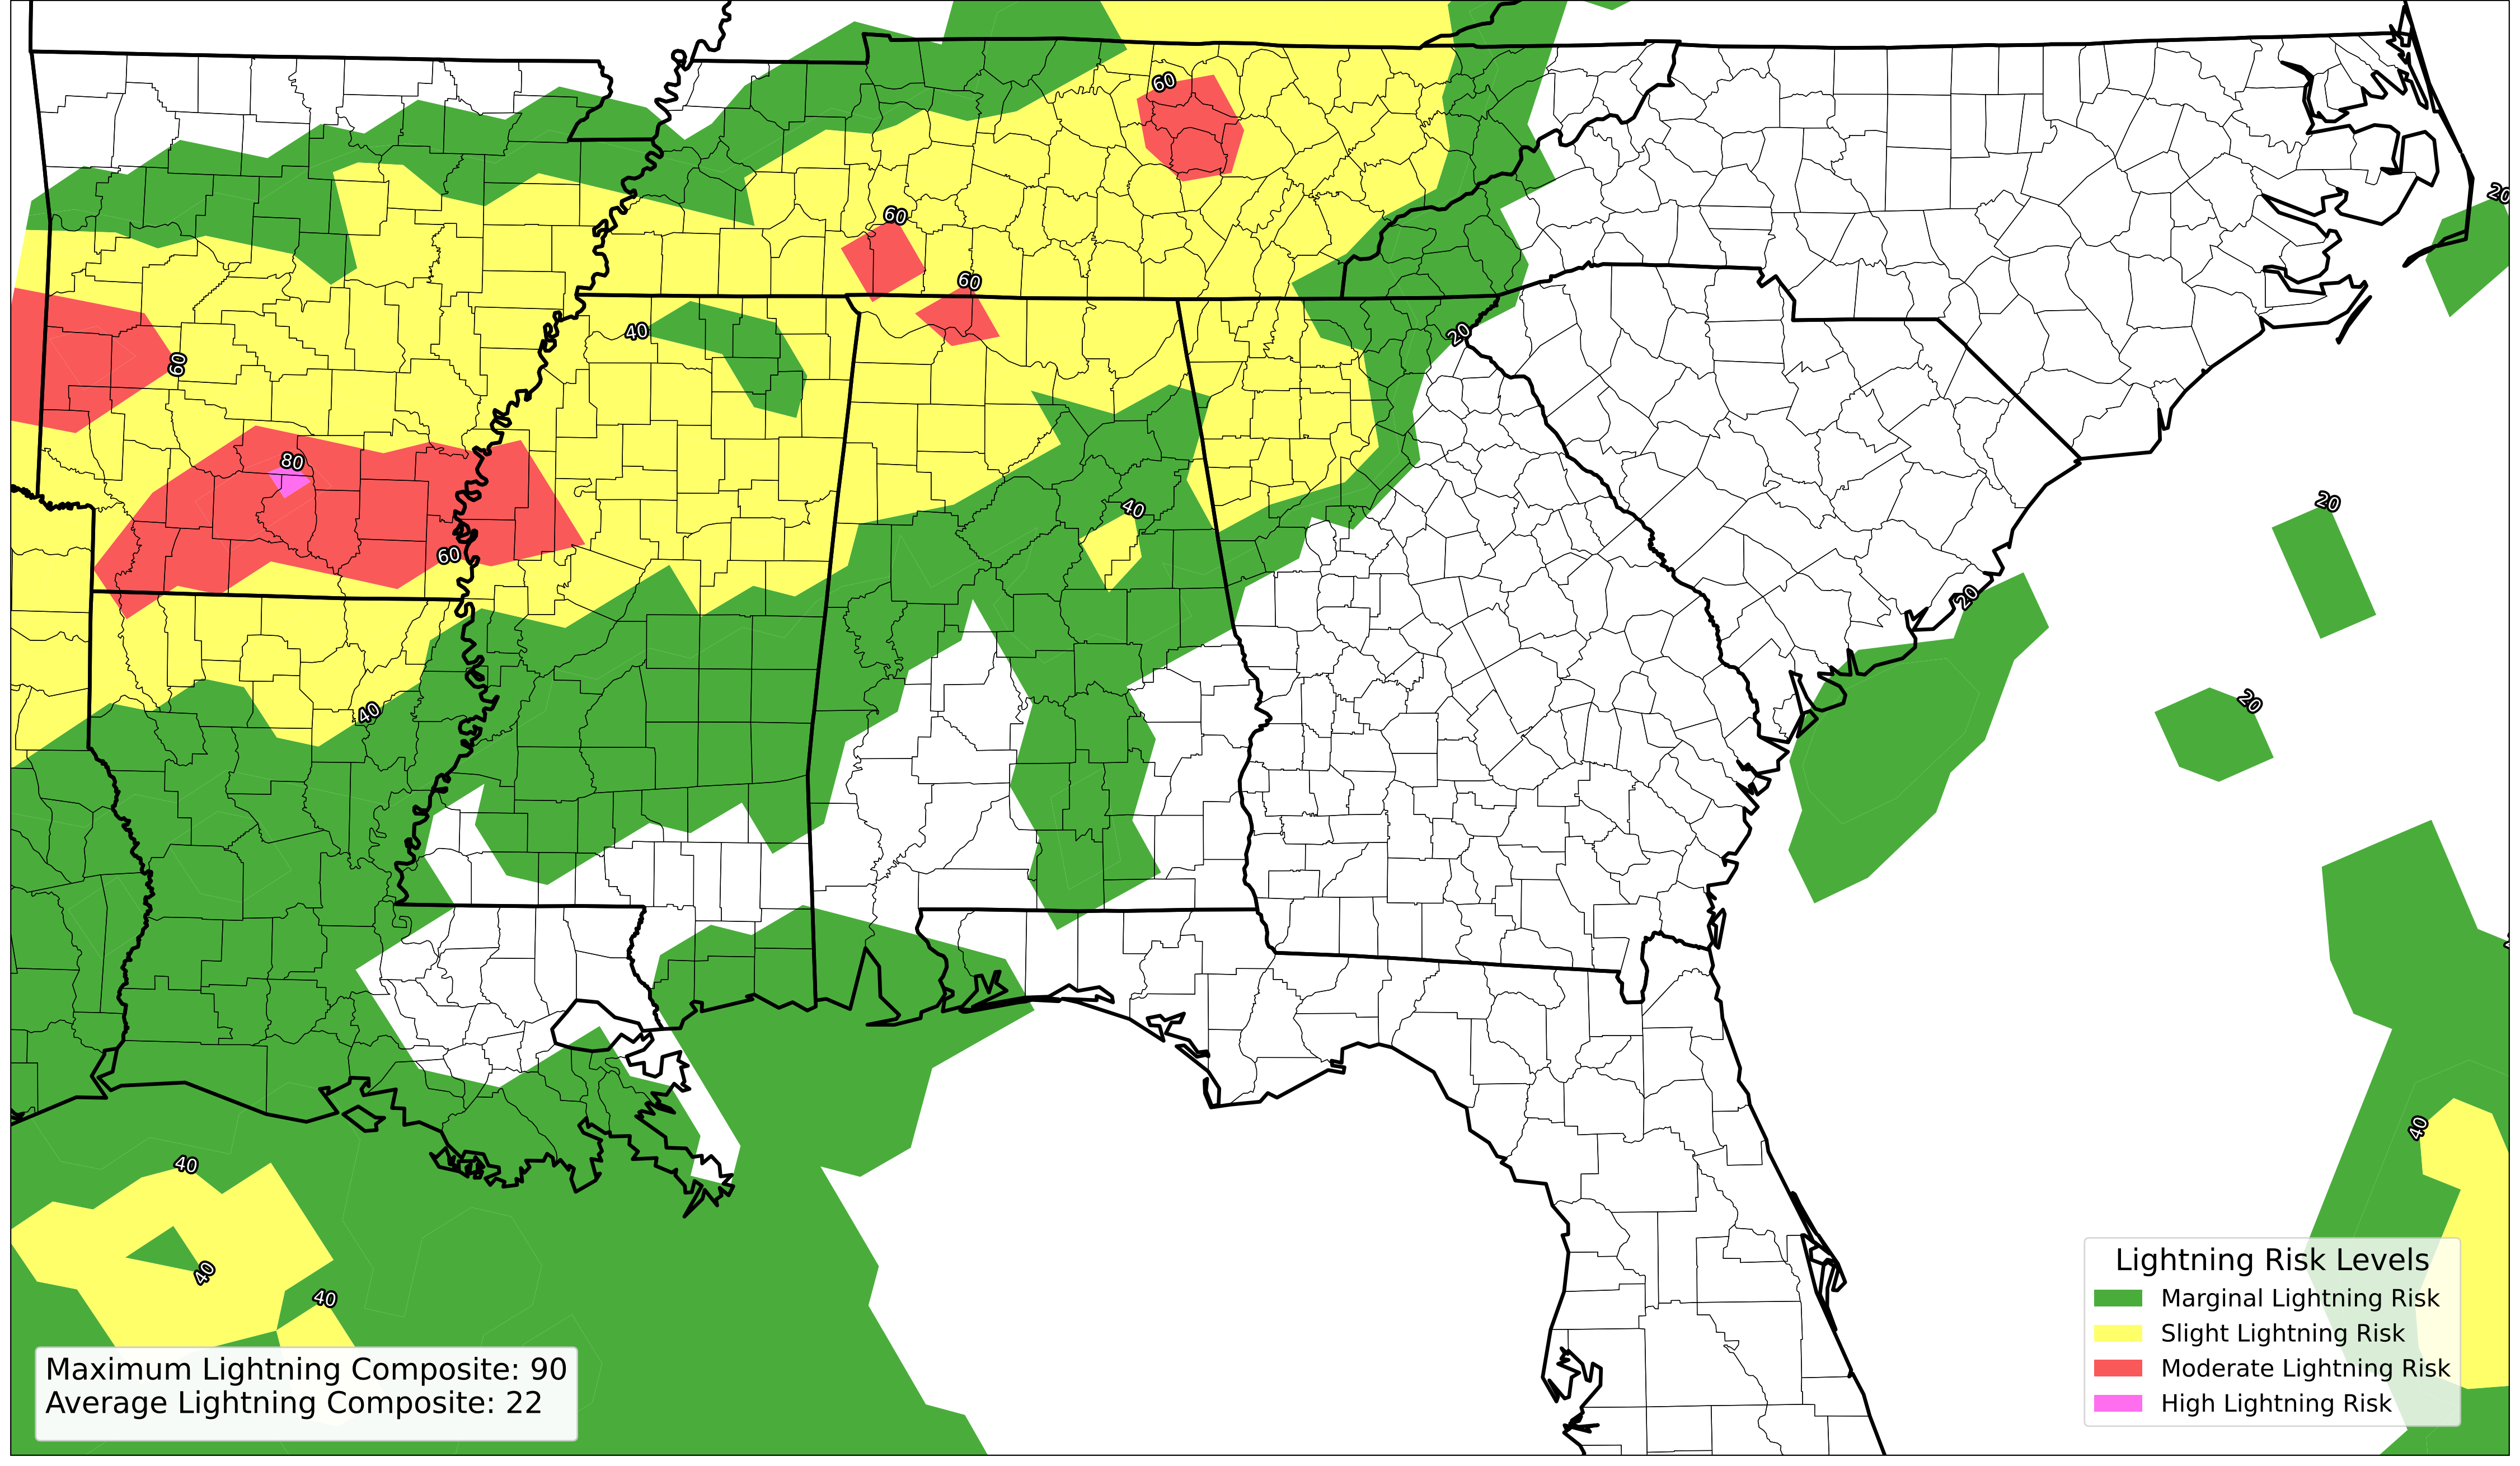 60
20
60
60
40
20
60
80
40
20
60
20
40
20
40
40
40
40
Lightning Risk Levels
Marginal Lightning Risk
Slight Lightning Risk
Moderate Lightning Risk
High Lightning Risk
Maximum Lightning Composite: 90
Average Lightning Composite: 22